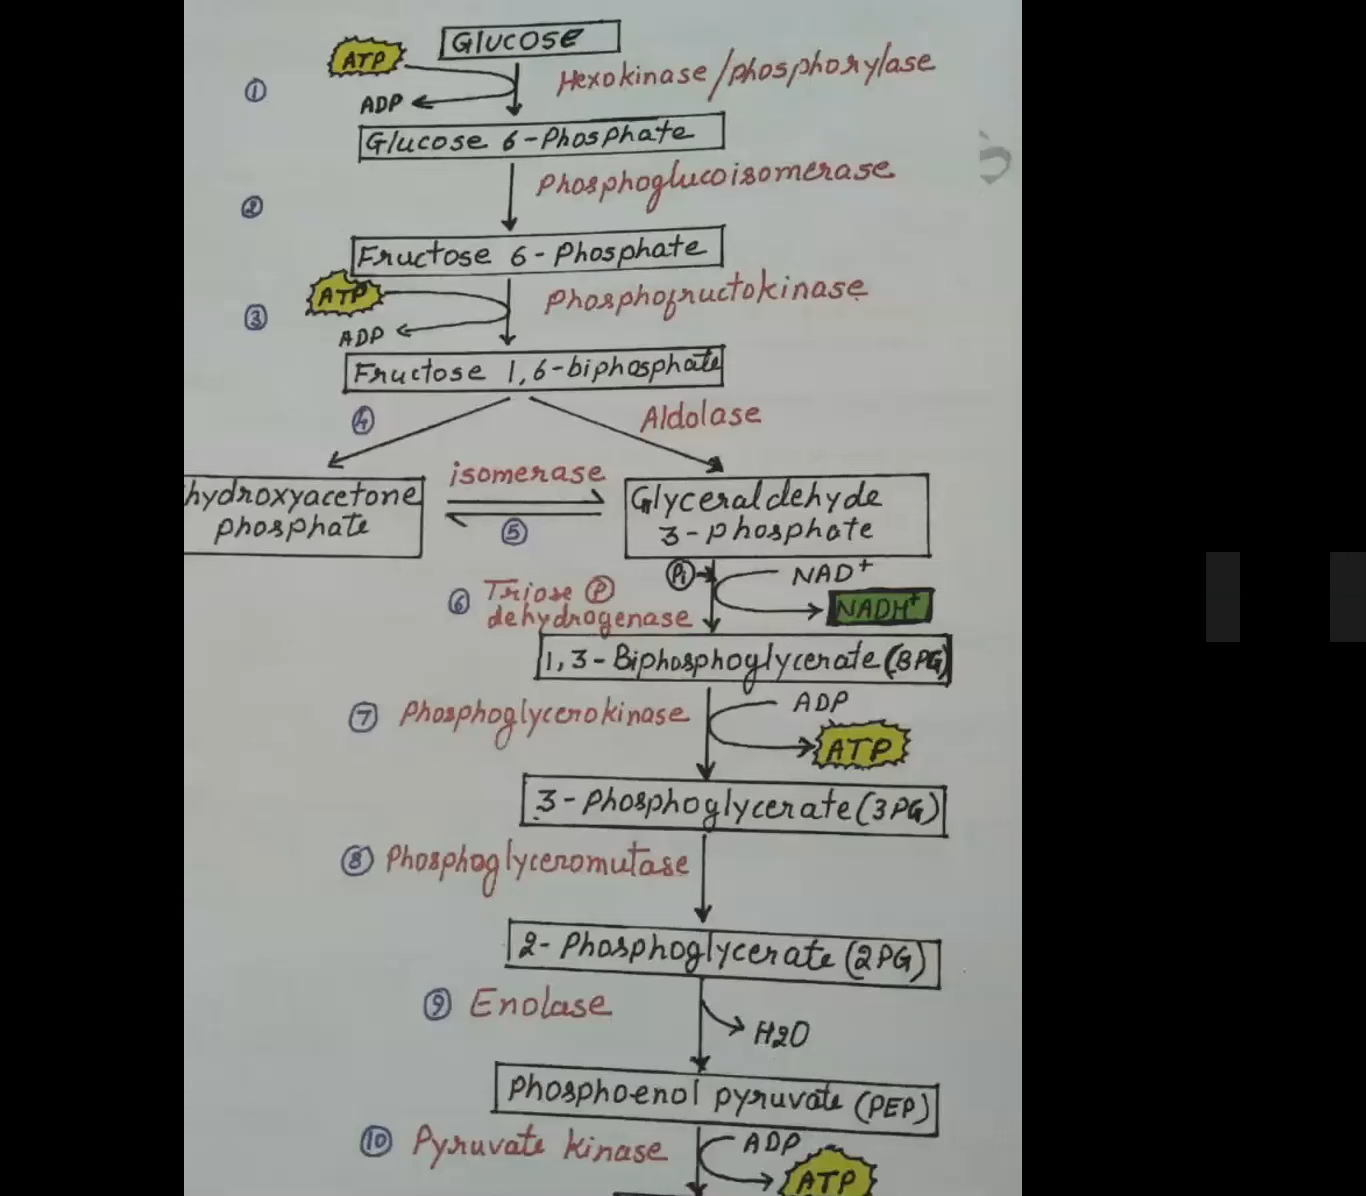 Glucose
ATP
Hexokinase/phosphorylase
①
ADP
Glucose 6-Phosphate
Phosphoglucoisomerase
②
Fructose 6-Phosphate
ATP
Phosphofructokinase
③
ADP
Fructose 1,6-biphosphate
④
Aldolase
hydroxyacetone
phosphate
isomerase
⑤
Glyceraldehyde
3-phosphate
Pi
NAD+
⑥ Triose P
dehydrogenase
NADH+
1,3-Biphosphoglycerate (BPG)
⑦ Phosphoglycerokinase
ADP
ATP
3-Phosphoglycerate (3PG)
⑧ Phosphoglyceromutase
2-Phosphoglycerate (2PG)
⑨ Enolase
H2O
Phosphoenol pyruvate (PEP)
⑩ Pyruvate kinase
ADP
ATP